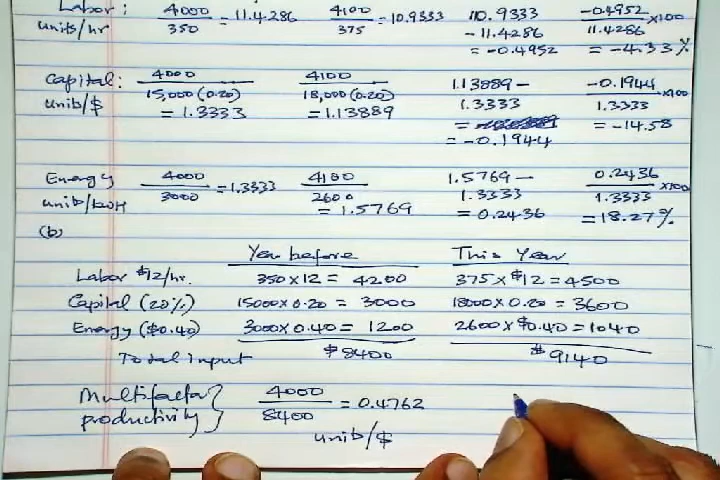 Labor: 4000/350 = 11.4286 4100/375 = 10.9333 10.9333 -0.4952/11.4286 x100
units/hr - 11.4286 = -4.33%
= -0.4952
Capital: 4000/15,000(0.20) 4100/18,000(0.20) 1.13889 - -0.1944/1.3333 x100
units/$ = 1.3333 = 1.13889 1.3333 = -14.58
= -0.1944
Energy 4000/3000 = 1.3333 4100/2600 1.5769 - 0.2436/1.3333 x100
unit/kwH = 1.5769 1.3333 = 18.27%
= 0.2436
(b)
Year before This Year
Labor $12/hr. 350 x 12 = 4200 375 x $12 = 4500
Capital (20%) 15000 x 0.20 = 3000 18000 x 0.20 = 3600
Energy ($0.40) 3000 x 0.40 = 1200 2600 x $0.40 = 1040
Total input $8400 $9140
Multifactor } 4000/8400 = 0.4762
productivity
units/$